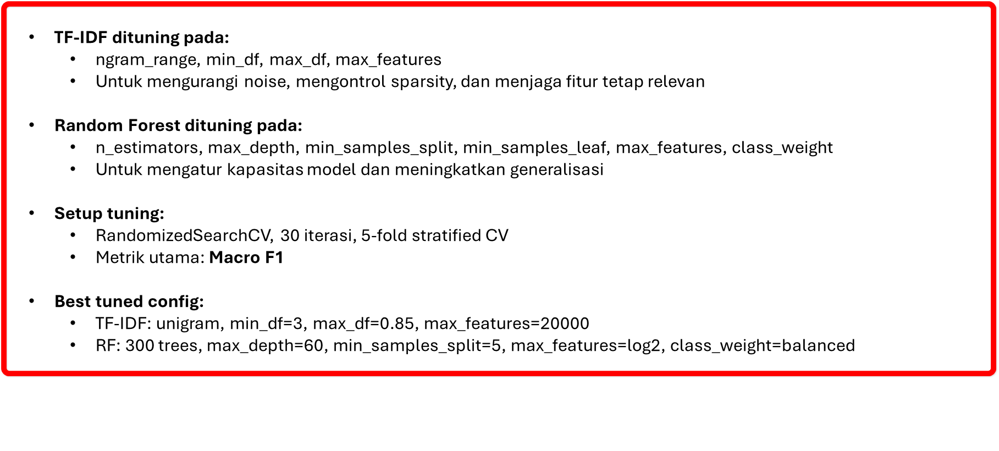 • TF-IDF dituning pada:
• ngram_range, min_df, max_df, max_features
• Untuk mengurangi noise, mengontrol sparsity, dan menjaga fitur tetap relevan
• Random Forest dituning pada:
• n_estimators, max_depth, min_samples_split, min_samples_leaf, max_features, class_weight
• Untuk mengatur kapasitas model dan meningkatkan generalisasi
• Setup tuning:
• RandomizedSearchCV, 30 iterasi, 5-fold stratified CV
• Metrik utama: Macro F1
• Best tuned config:
• TF-IDF: unigram, min_df=3, max_df=0.85, max_features=20000
• RF: 300 trees, max_depth=60, min_samples_split=5, max_features=log2, class_weight=balanced